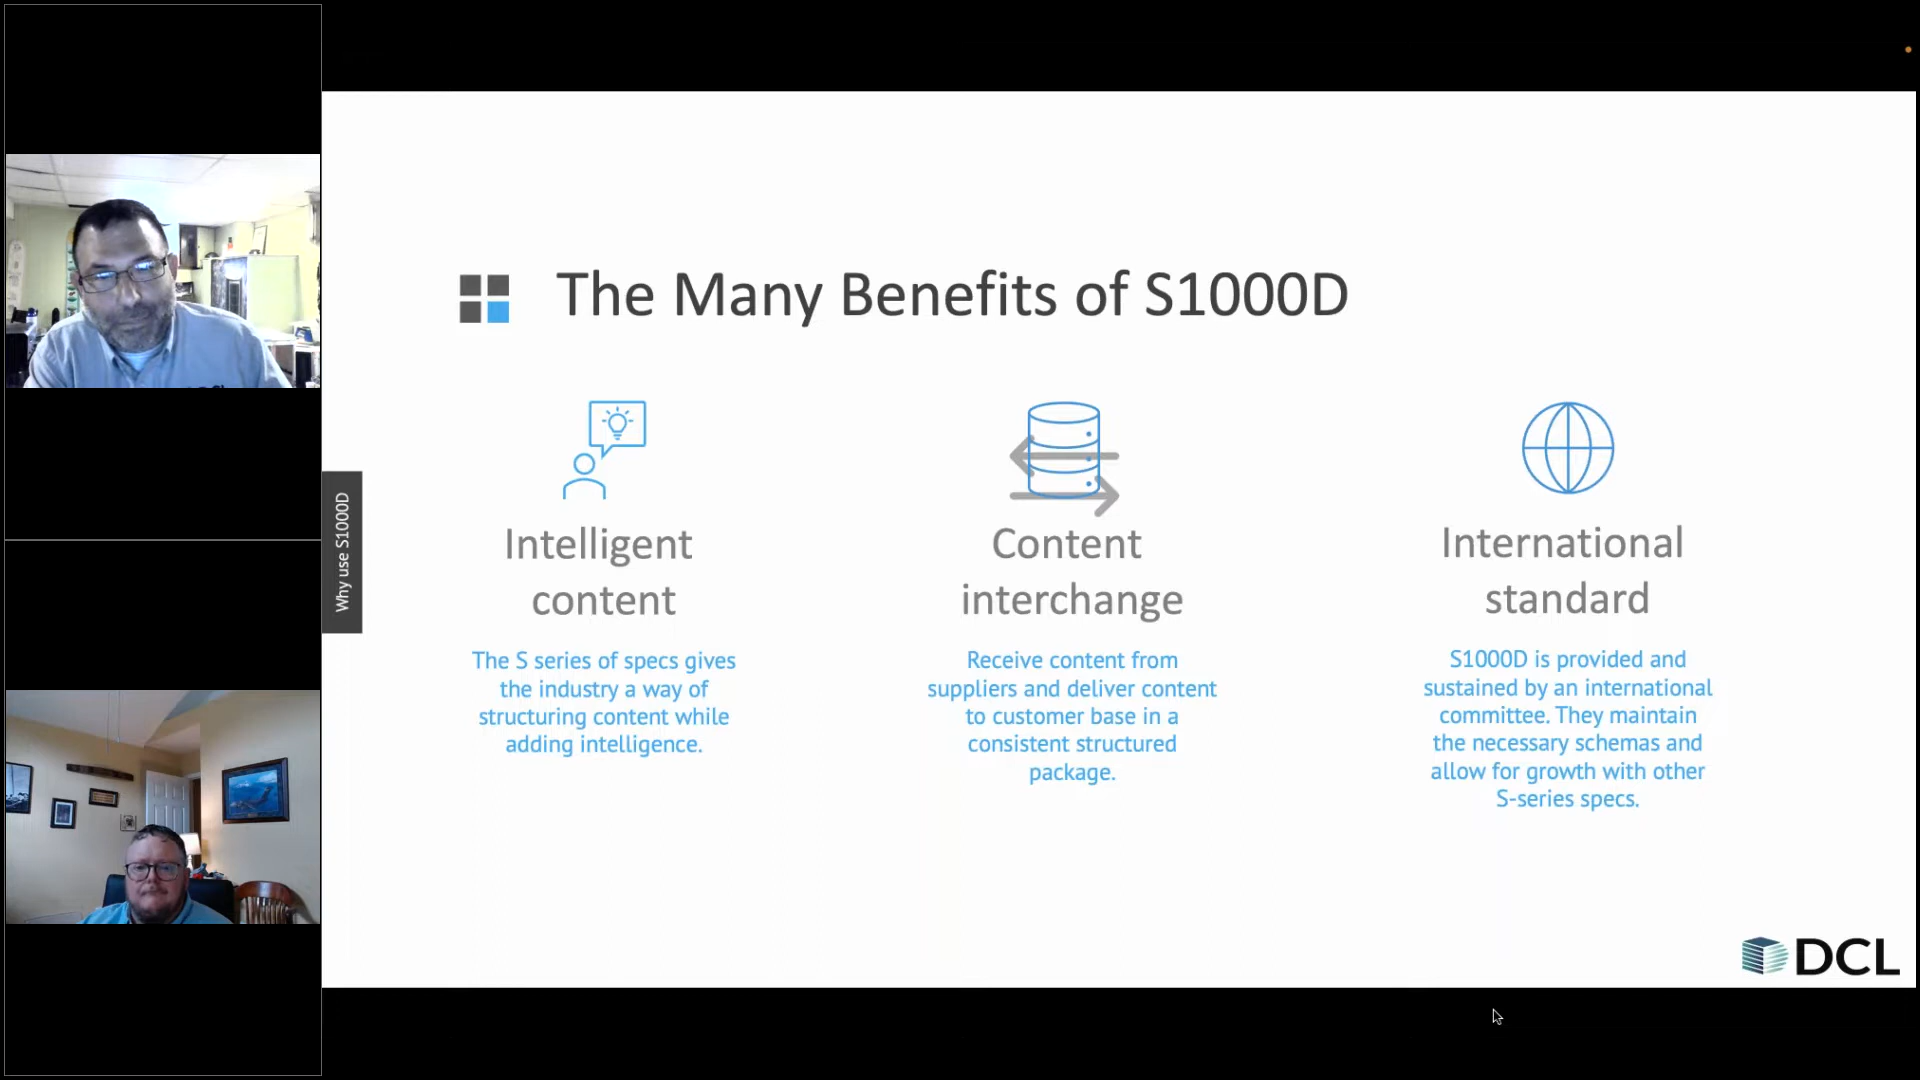 The Many Benefits of S1000D
Why use S1000D
Intelligent
content
The S series of specs gives
the industry a way of
structuring content while
adding intelligence.
Content
interchange
Receive content from
suppliers and deliver content
to customer base in a
consistent structured
package.
International
standard
S1000D is provided and
sustained by an international
committee. They maintain
the necessary schemas and
allow for growth with other
S-series specs.
DCL